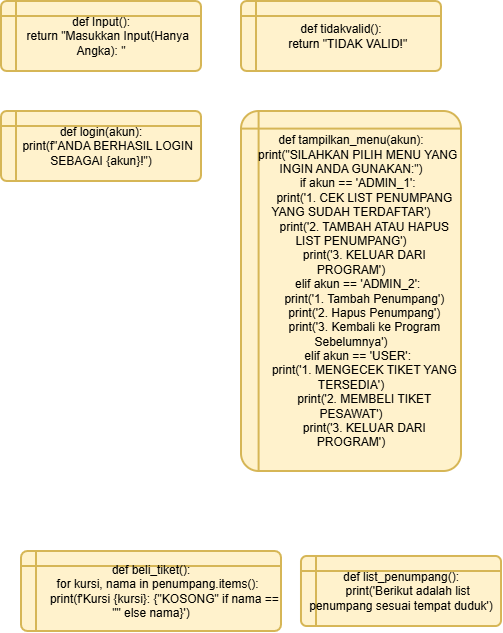 def Input():
return "Masukkan Input(Hanya
Angka): "
def tidakvalid():
return "TIDAK VALID!"
def login(akun):
print(f"ANDA BERHASIL LOGIN
SEBAGAI {akun}!")
def tampilkan_menu(akun):
print("SILAHKAN PILIH MENU YANG
INGIN ANDA GUNAKAN:")
if akun == 'ADMIN_1':
print('1. CEK LIST PENUMPANG
YANG SUDAH TERDAFTAR')
print('2. TAMBAH ATAU HAPUS
LIST PENUMPANG')
print('3. KELUAR DARI
PROGRAM')
elif akun == 'ADMIN_2':
print('1. Tambah Penumpang')
print('2. Hapus Penumpang')
print('3. Kembali ke Program
Sebelumnya')
elif akun == 'USER':
print('1. MENGECEK TIKET YANG
TERSEDIA')
print('2. MEMBELI TIKET
PESAWAT')
print('3. KELUAR DARI
PROGRAM')
def beli_tiket():
for kursi, nama in penumpang.items():
print(f'Kursi {kursi}: {"KOSONG" if nama ==
"" else nama}')
def list_penumpang():
print('Berikut adalah list
penumpang sesuai tempat duduk')